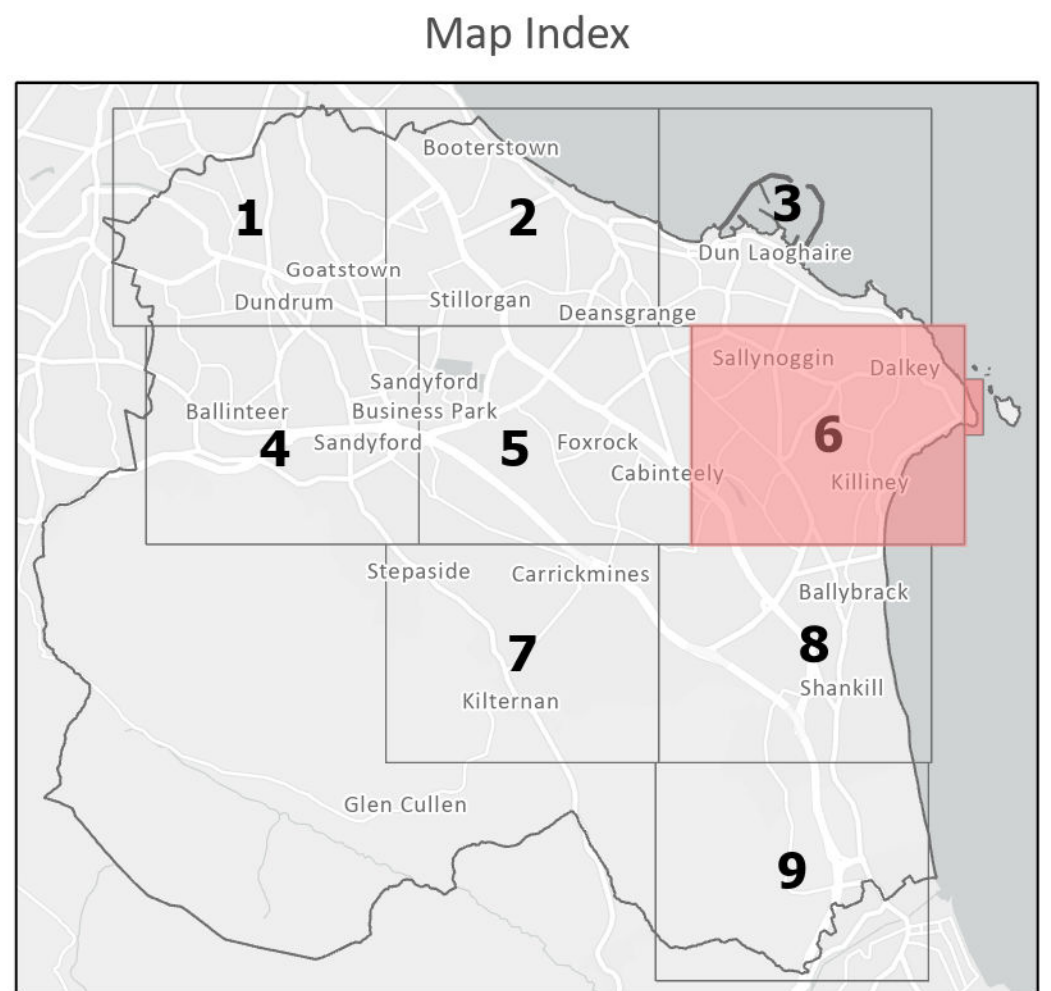 Map Index
Booterstown
1
2
3
Dun Laoghaire
Goatstown
Dundrum
Stillorgan
Deansgrange
Sallynoggin
Dalkey
Sandyford
Business Park
Ballinteer
Sandyford
4
5
Foxrock
6
Cabinteely
Killiney
Stepaside
Carrickmines
Ballybrack
7
8
Shankill
Kilternan
Glen Cullen
9